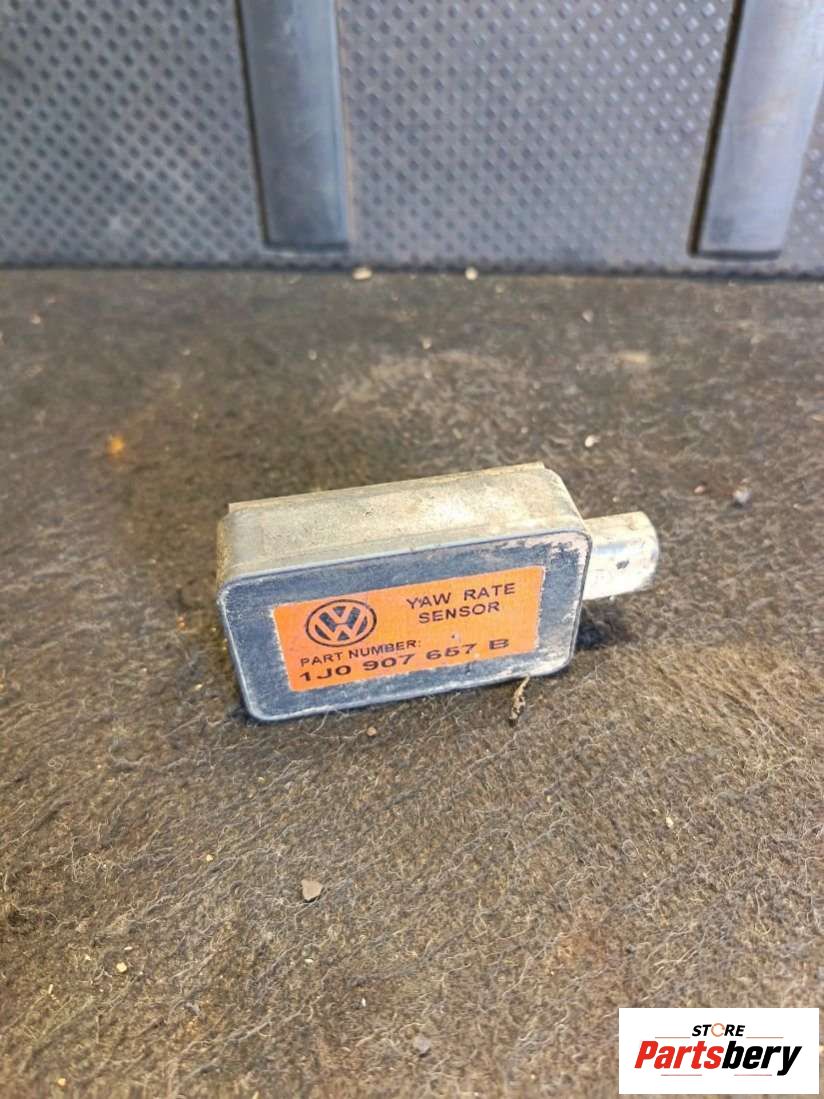 YAW RATE
SENSOR
PART NUMBER:
1J0 907 657 B
STORE
Partsbery